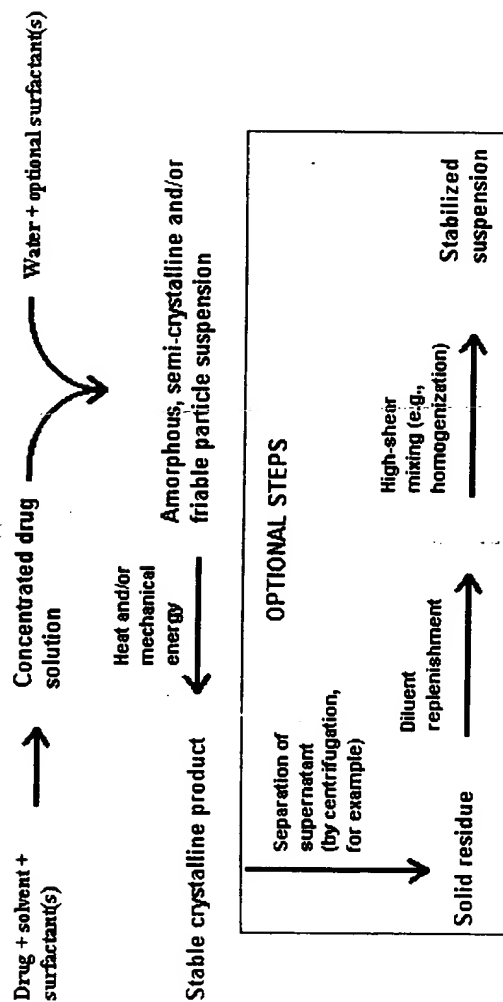 Drug + solvent +
surfactant(s)
Concentrated drug
solution
Water + optional surfactant(s)
Amorphous, semi-crystalline and/or
friable particle suspension
Heat and/or
mechanical
energy
Stable crystalline product
OPTIONAL STEPS
Separation of
supernatant
(by centrifugation,
for example)
Solid residue
Diluent
replenishment
High-shear
mixing (e.g.,
homogenization)
Stabilized
suspension